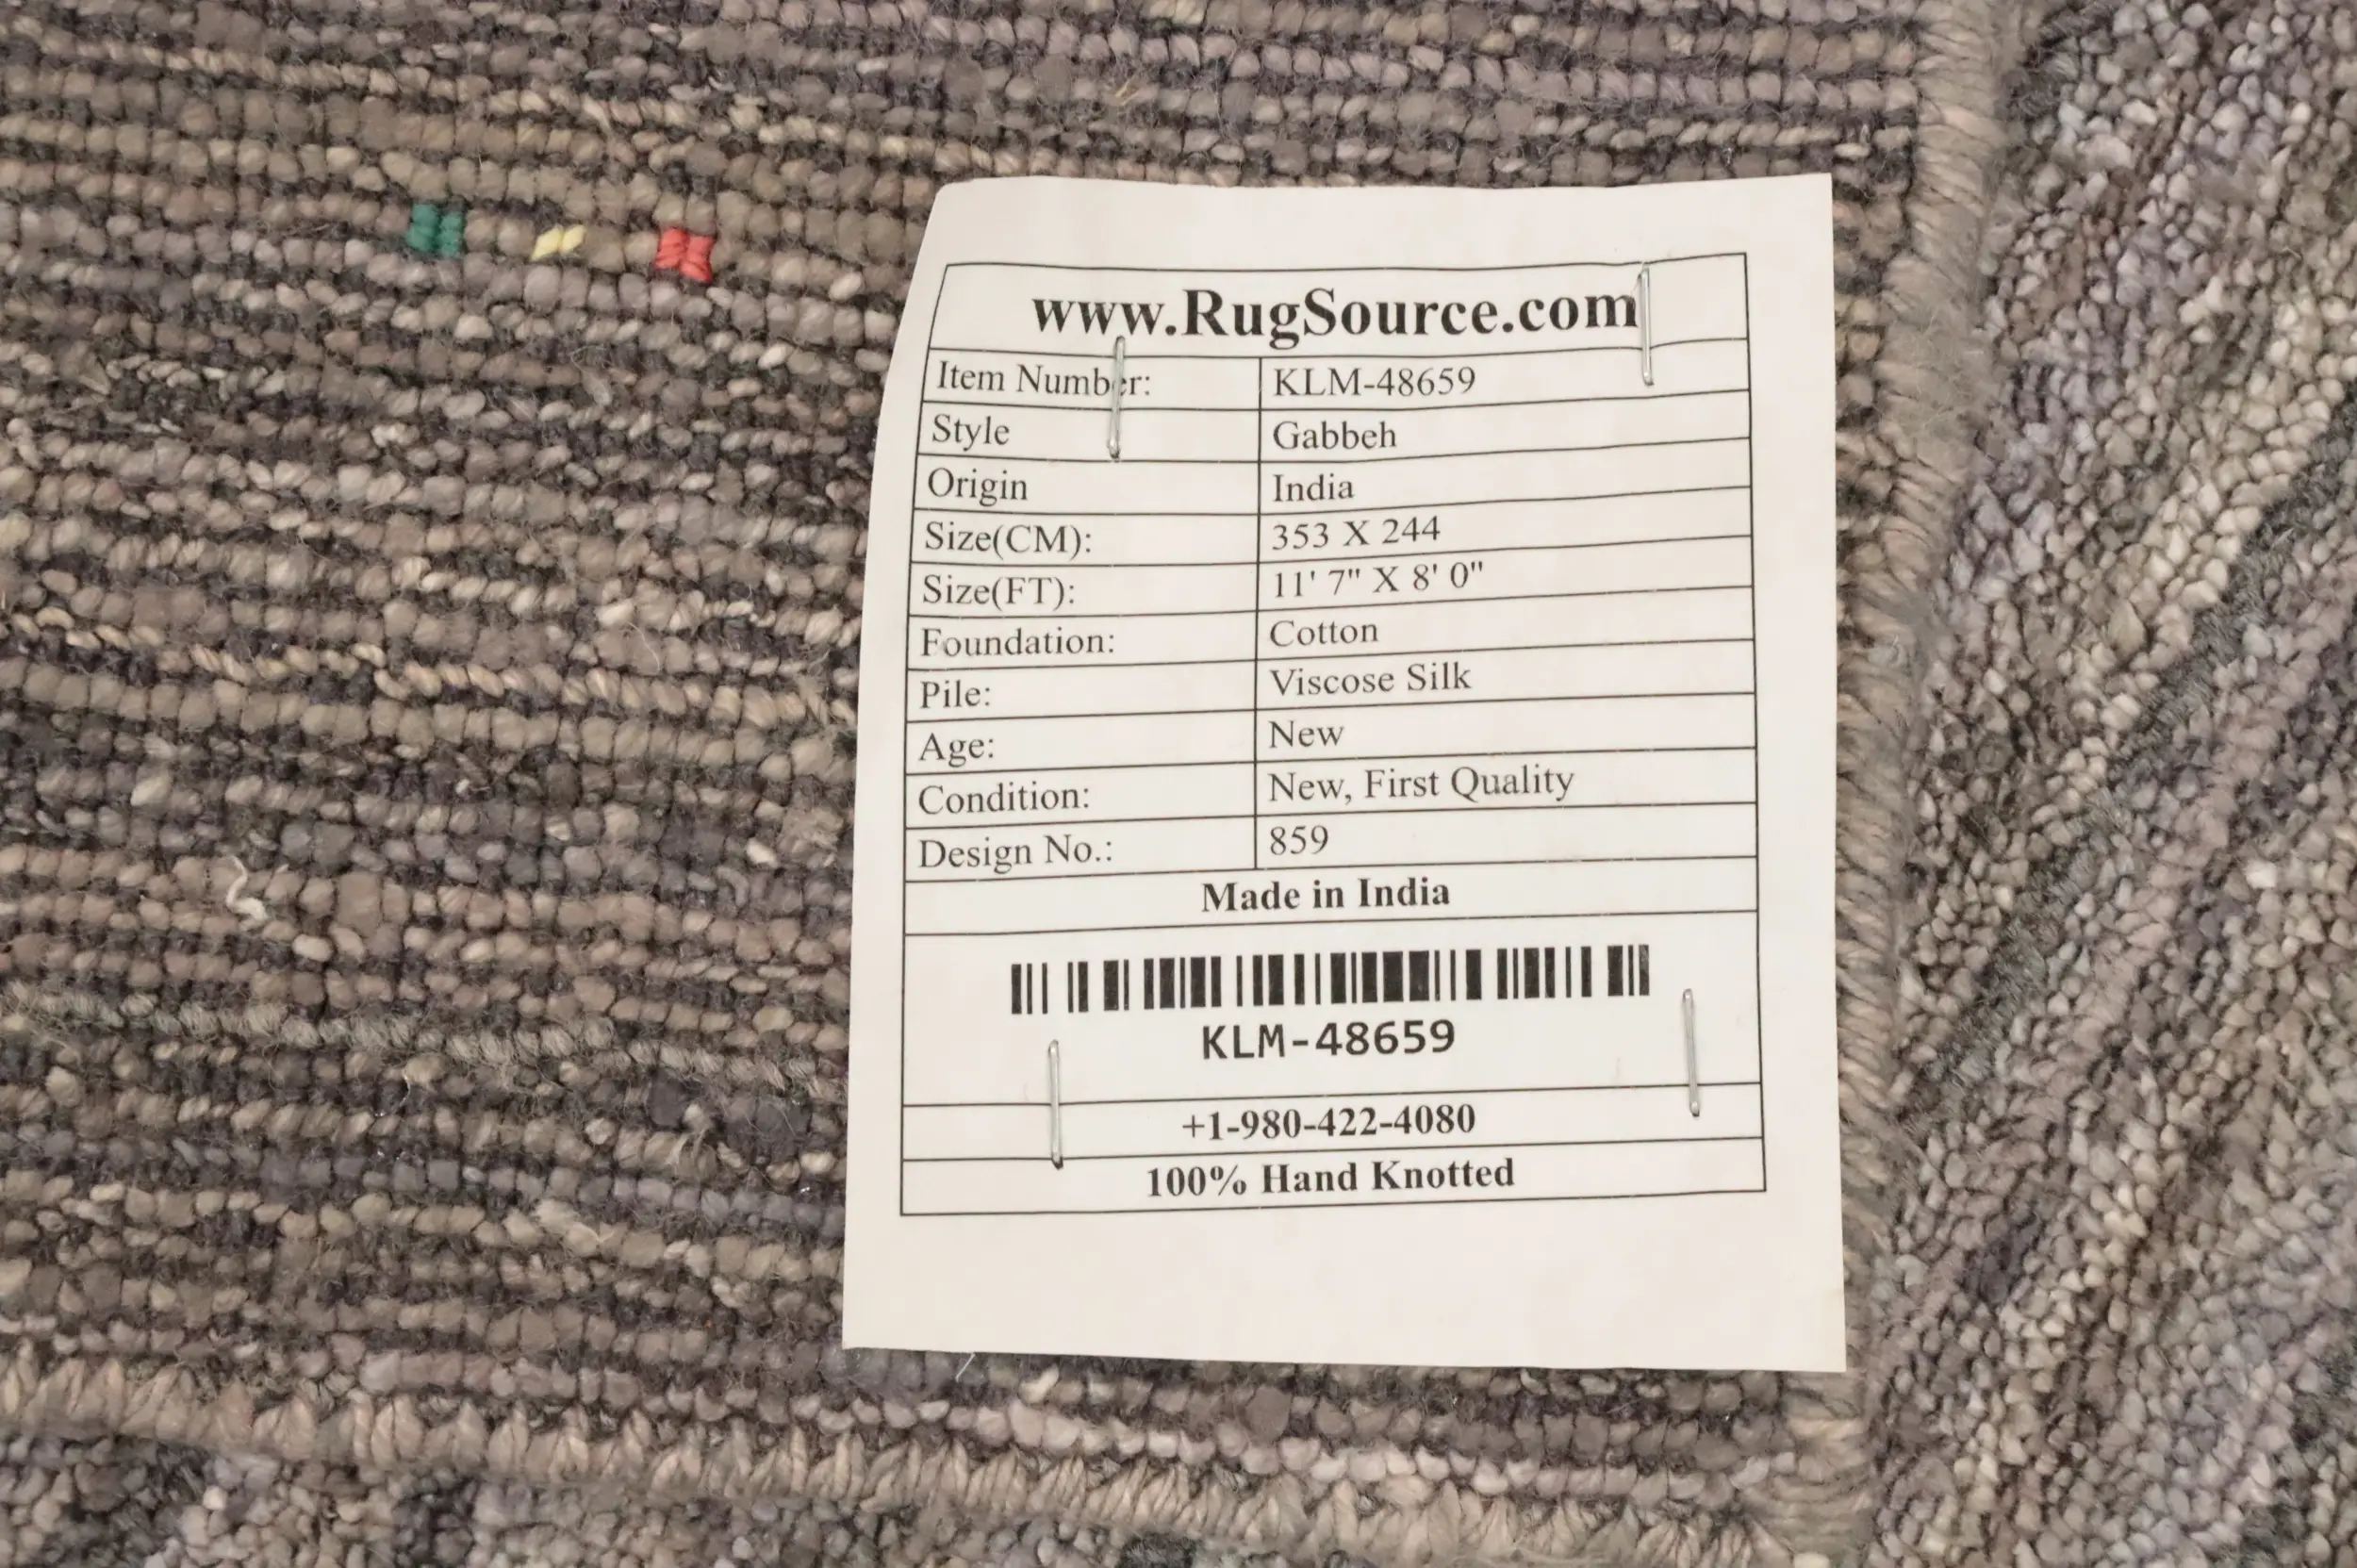 www.RugSource.com
Item Number: KLM-48659
Style Gabbeh
Origin India
Size(CM): 353 X 244
Size(FT): 11' 7" X 8' 0"
Foundation: Cotton
Pile: Viscose Silk
Age: New
Condition: New, First Quality
Design No.: 859
Made in India
KLM-48659
+1-980-422-4080
100% Hand Knotted